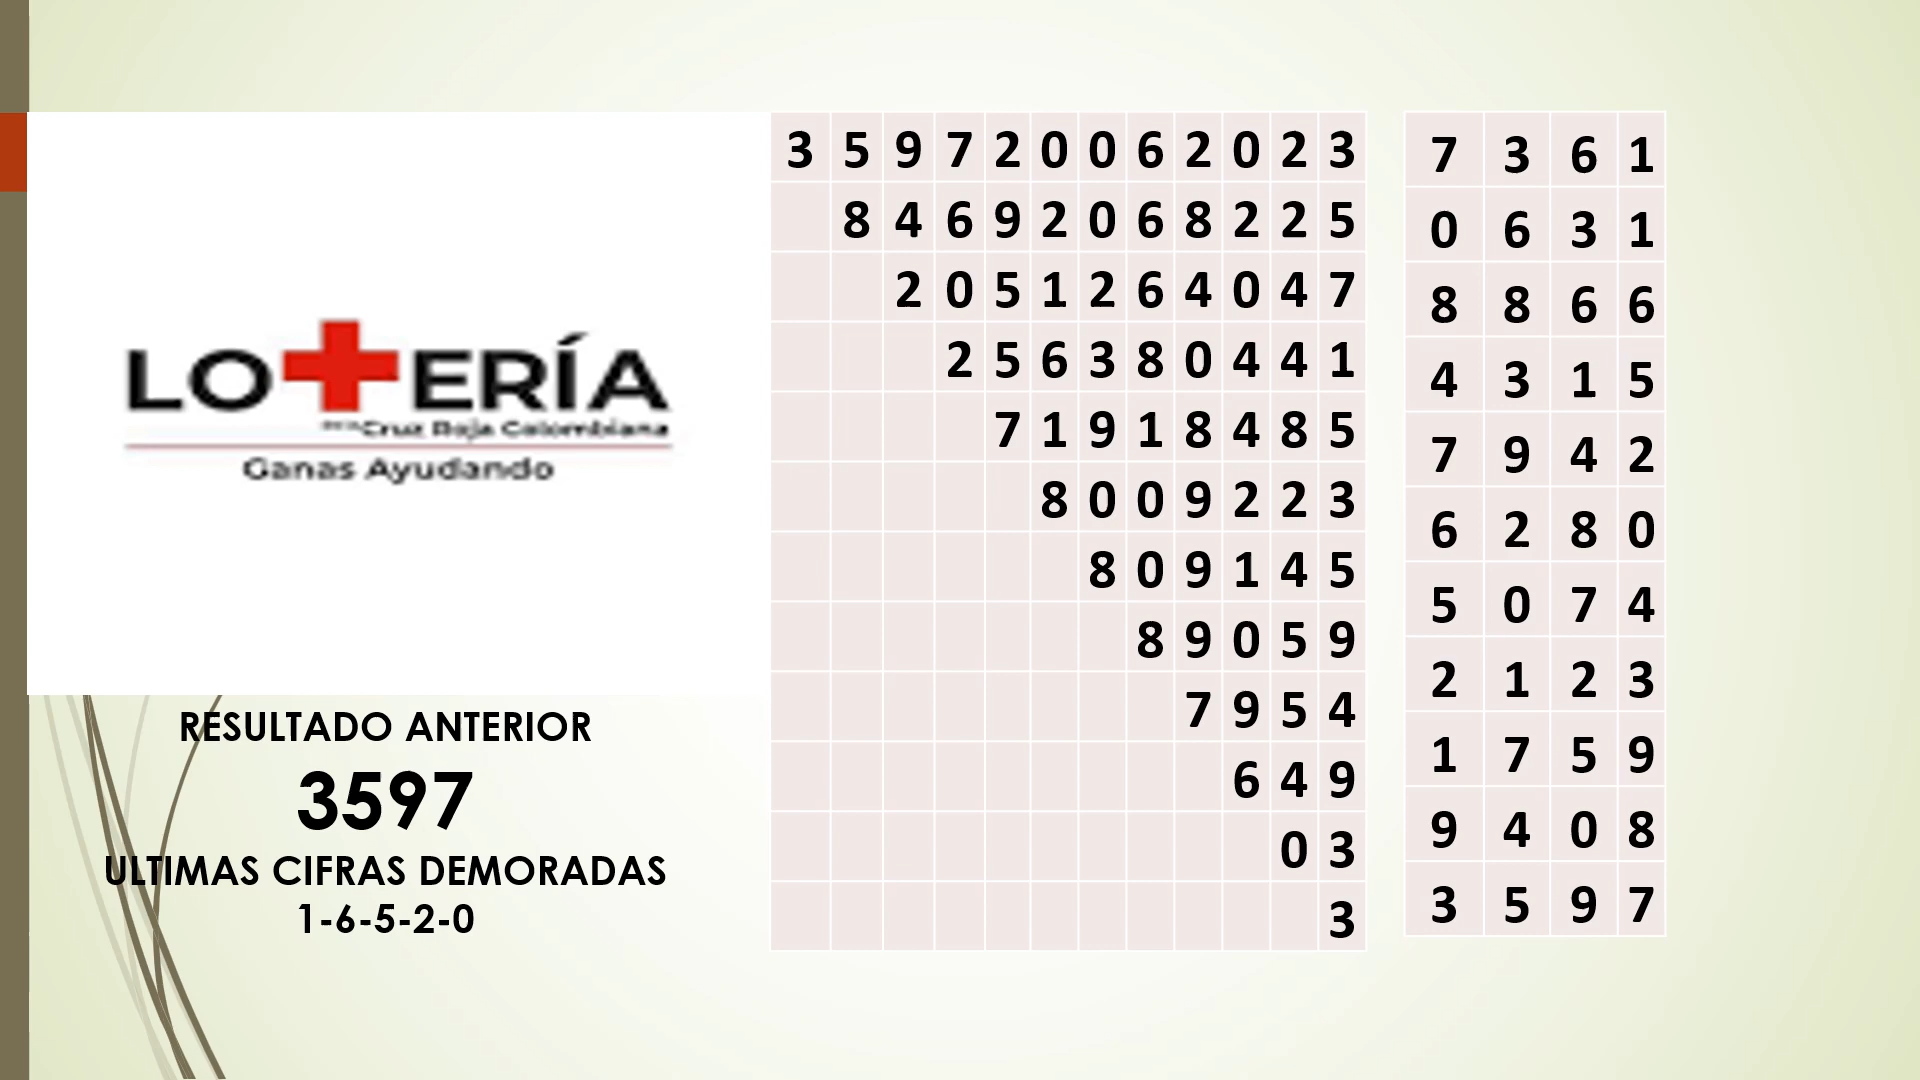 LOTERÍA
Cruz Roja Colombiana
Ganas Ayudando
RESULTADO ANTERIOR
3597
ULTIMAS CIFRAS DEMORADAS
1-6-5-2-0
3 5 9 7 2 0 0 6 2 0 2 3
8 4 6 9 2 0 6 8 2 2 5
2 0 5 1 2 6 4 0 4 7
2 5 6 3 8 0 4 4 1
7 1 9 1 8 4 8 5
8 0 0 9 2 2 3
8 0 9 1 4 5
8 9 0 5 9
7 9 5 4
6 4 9
0 3
3
7 3 6 1
0 6 3 1
8 8 6 6
4 3 1 5
7 9 4 2
6 2 8 0
5 0 7 4
2 1 2 3
1 7 5 9
9 4 0 8
3 5 9 7